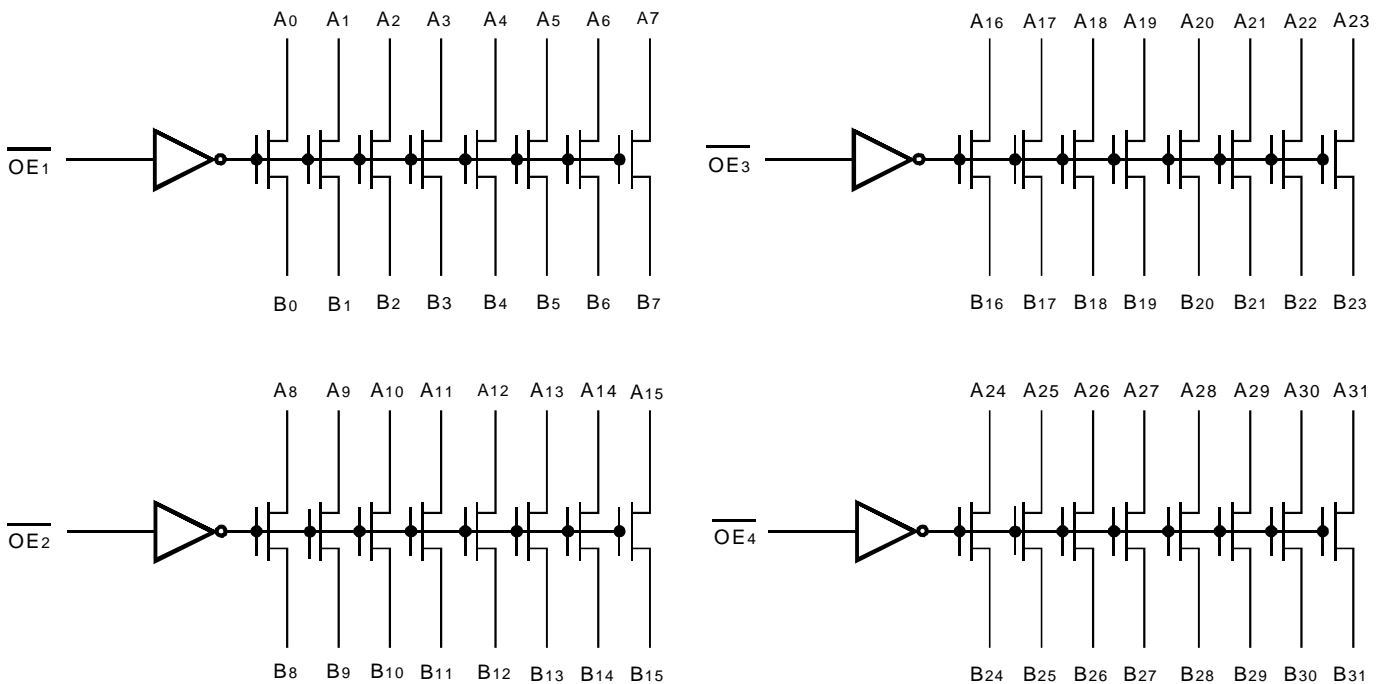 A0 A1 A2 A3 A4 A5 A6 A7
OE1
B0 B1 B2 B3 B4 B5 B6 B7
A16 A17 A18 A19 A20 A21 A22 A23
OE3
B16 B17 B18 B19 B20 B21 B22 B23
A8 A9 A10 A11 A12 A13 A14 A15
OE2
B8 B9 B10 B11 B12 B13 B14 B15
A24 A25 A26 A27 A28 A29 A30 A31
OE4
B24 B25 B26 B27 B28 B29 B30 B31